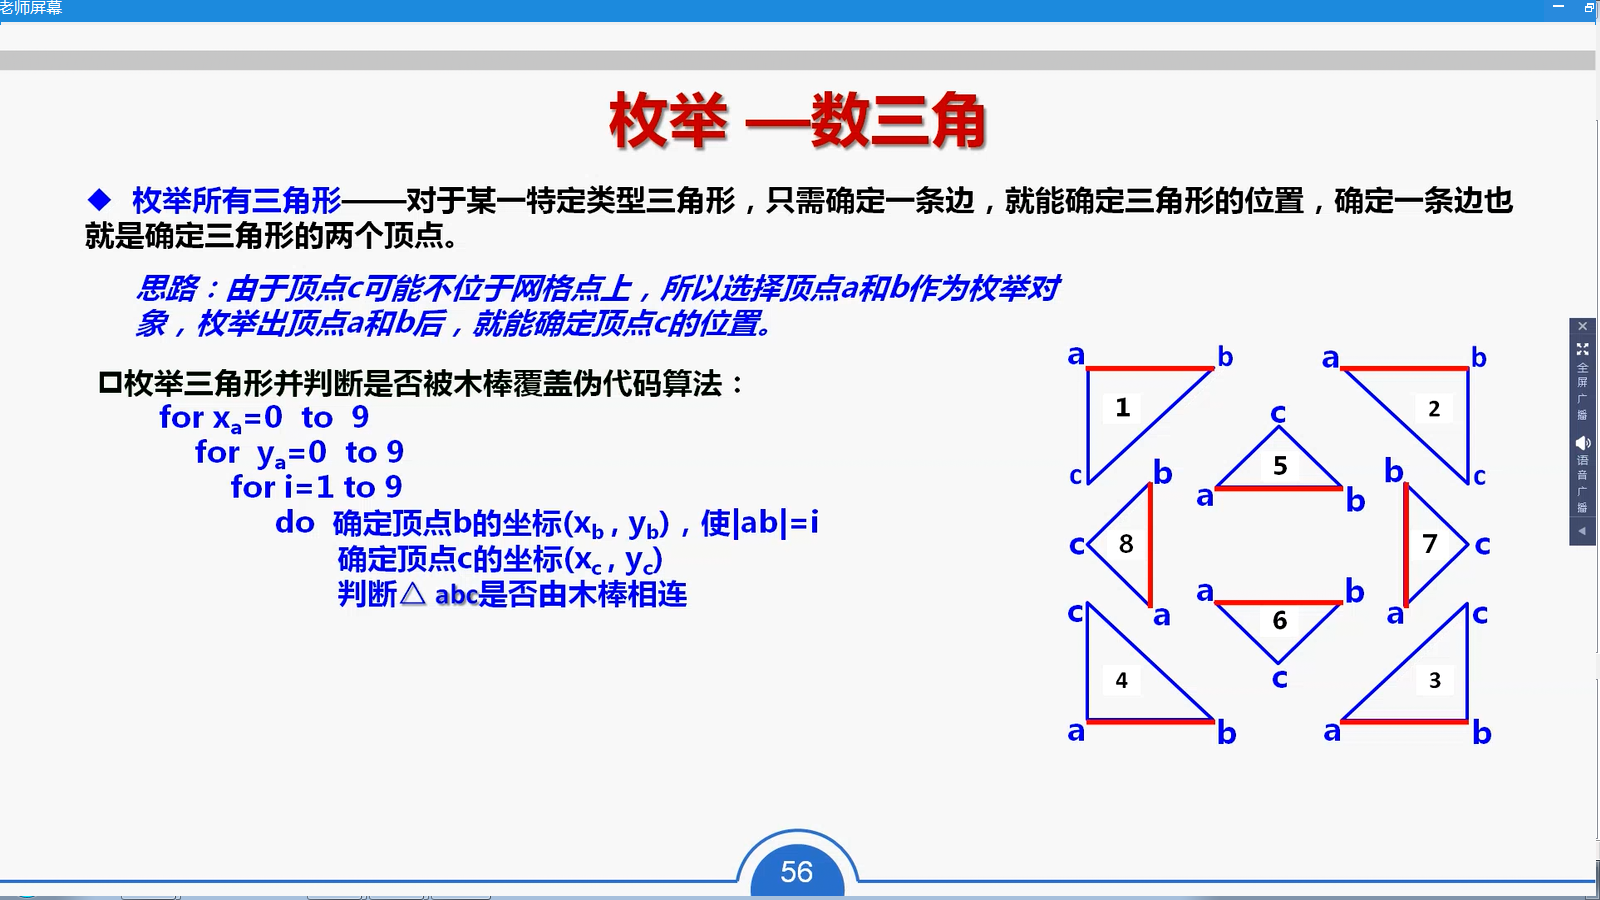 老师屏幕
枚举 —数三角
◆ 枚举所有三角形——对于某一特定类型三角形，只需确定一条边，就能确定三角形的位置，确定一条边也
就是确定三角形的两个顶点。
思路：由于顶点c可能不位于网格点上，所以选择顶点a和b作为枚举对
象，枚举出顶点a和b后，就能确定顶点c的位置。
枚举三角形并判断是否被木棒覆盖伪代码算法：
for xa=0 to 9
for ya=0 to 9
for i=1 to 9
do 确定顶点b的坐标(xb , yb)，使|ab|=i
确定顶点c的坐标(xc , yc)
判断△ abc是否由木棒相连
a b
1
c
a b
2
c
c
5
a b
b
8
c
a
b
7
c
a
a b
6
c
c
4
a b
c
3
a b
全屏广播
语音广播
56